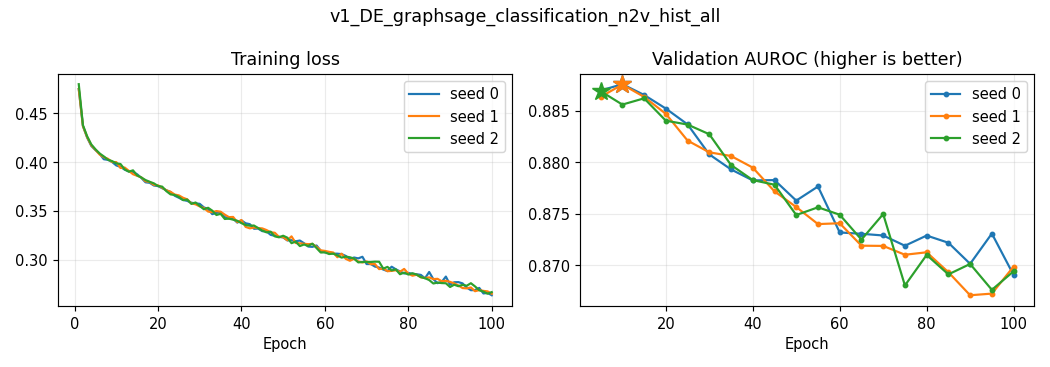 v1_DE_graphsage_classification_n2v_hist_all
Training loss
0.45
0.40
0.35
0.30
0
20
40
60
80
100
Epoch
seed 0
seed 1
seed 2
Validation AUROC (higher is better)
0.885
0.880
0.875
0.870
20
40
60
80
100
Epoch
seed 0
seed 1
seed 2